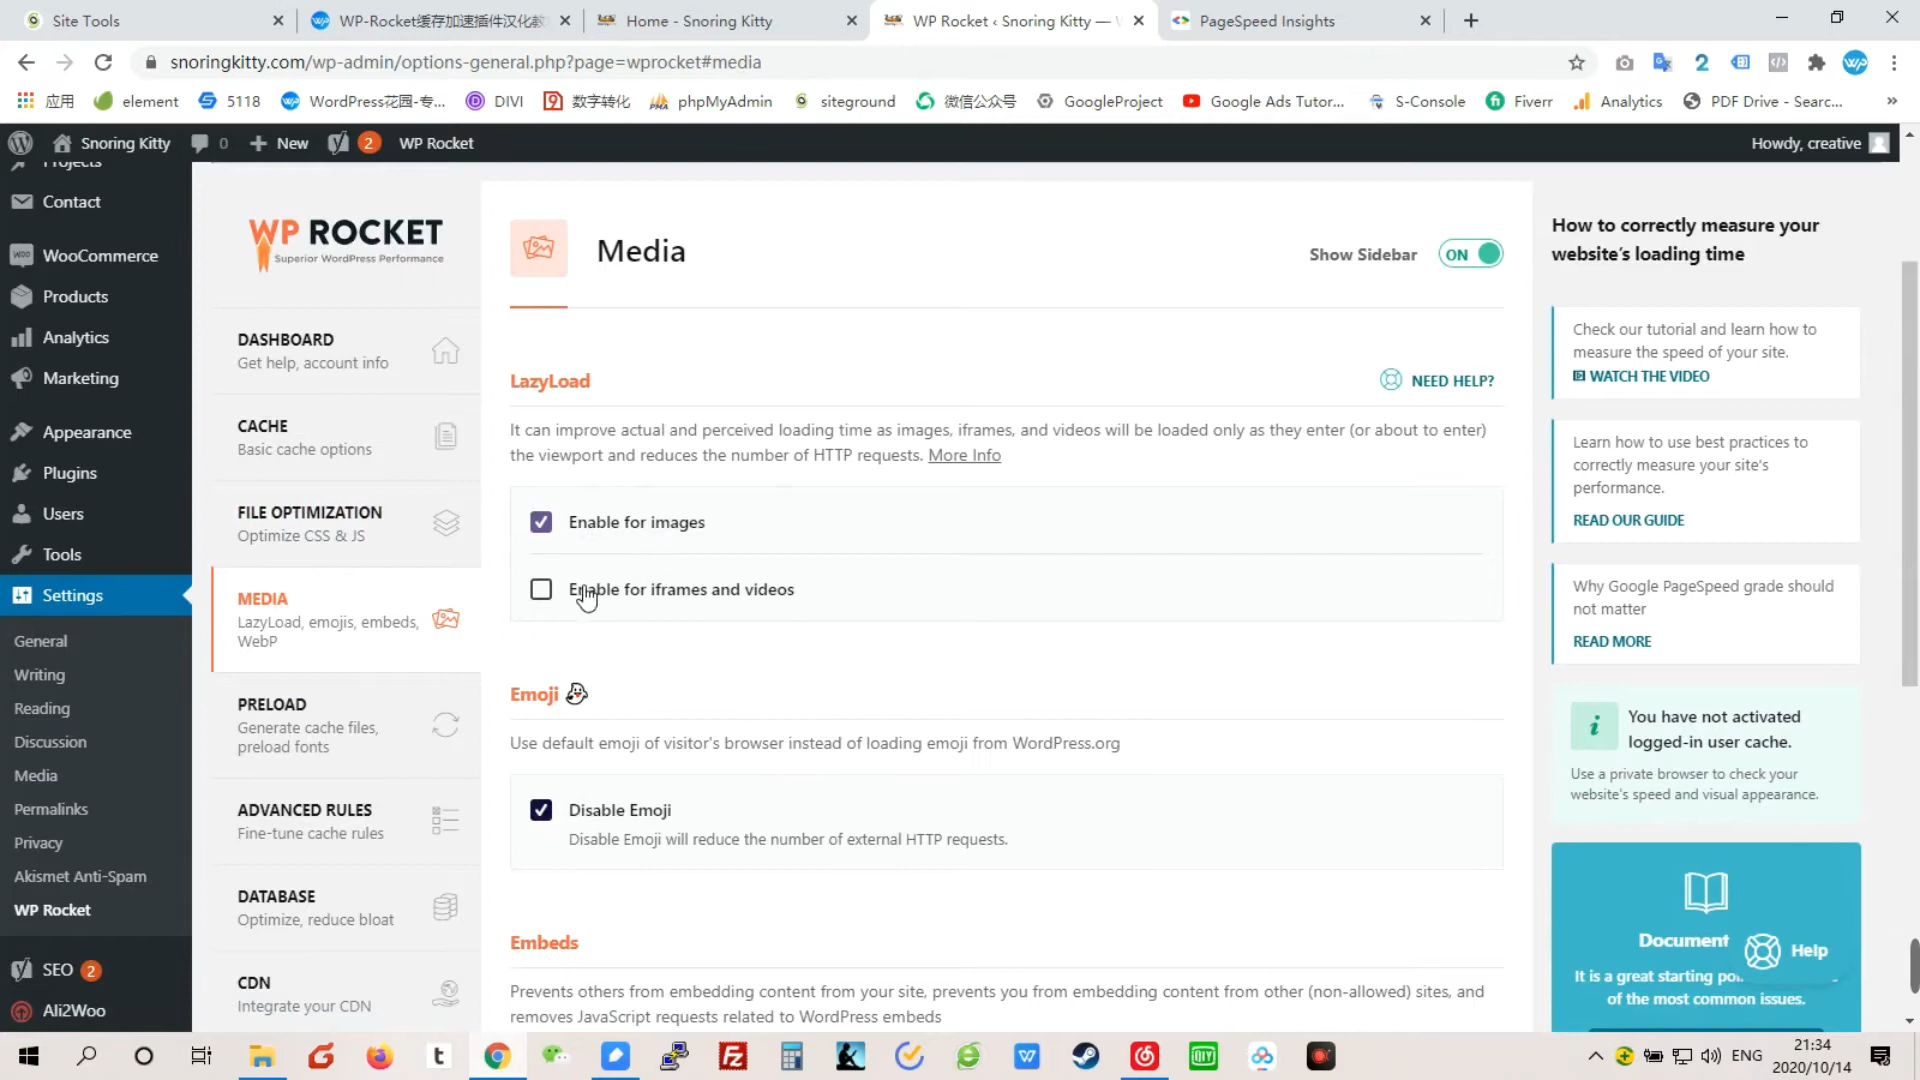 Site Tools
WP-Rocket缓存加速插件汉化教
Home - Snoring Kitty
WP Rocket ‹ Snoring Kitty —
PageSpeed Insights
snoringkitty.com/wp-admin/options-general.php?page=wprocket#media
应用
element
5118
WordPress花园-专...
DIVI
数字转化
phpMyAdmin
siteground
微信公众号
GoogleProject
Google Ads Tutor...
S-Console
Fiverr
Analytics
PDF Drive - Searc...
Snoring Kitty
0
New
2
WP Rocket
Howdy, creative
Projects
Contact
WooCommerce
Products
Analytics
Marketing
Appearance
Plugins
Users
Tools
Settings
General
Writing
Reading
Discussion
Media
Permalinks
Privacy
Akismet Anti-Spam
WP Rocket
SEO 2
Ali2Woo
WP ROCKET
Superior WordPress Performance
DASHBOARD
Get help, account info
CACHE
Basic cache options
FILE OPTIMIZATION
Optimize CSS & JS
MEDIA
LazyLoad, emojis, embeds,
WebP
PRELOAD
Generate cache files,
preload fonts
ADVANCED RULES
Fine-tune cache rules
DATABASE
Optimize, reduce bloat
CDN
Integrate your CDN
Media
Show Sidebar
ON
LazyLoad
NEED HELP?
It can improve actual and perceived loading time as images, iframes, and videos will be loaded only as they enter (or about to enter)
the viewport and reduces the number of HTTP requests. More Info
Enable for images
Enable for iframes and videos
Emoji
Use default emoji of visitor's browser instead of loading emoji from WordPress.org
Disable Emoji
Disable Emoji will reduce the number of external HTTP requests.
Embeds
Prevents others from embedding content from your site, prevents you from embedding content from other (non-allowed) sites, and
removes JavaScript requests related to WordPress embeds
How to correctly measure your
website's loading time
Check our tutorial and learn how to
measure the speed of your site.
WATCH THE VIDEO
Learn how to use best practices to
correctly measure your site's
performance.
READ OUR GUIDE
Why Google PageSpeed grade should
not matter
READ MORE
You have not activated
logged-in user cache.
Use a private browser to check your
website's speed and visual appearance.
Document
Help
It is a great starting po
of the most common issues.
ENG
21:34
2020/10/14